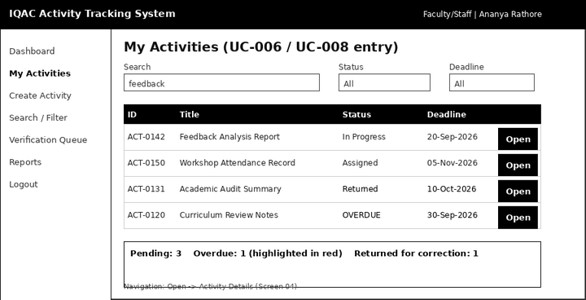 IQAC Activity Tracking System
Faculty/Staff | Ananya Rathore
Dashboard
My Activities
Create Activity
Search / Filter
Verification Queue
Reports
Logout
My Activities (UC-006 / UC-008 entry)
Search Status Deadline
feedback All All
ID Title Status Deadline
ACT-0142 Feedback Analysis Report In Progress 20-Sep-2026 Open
ACT-0150 Workshop Attendance Record Assigned 05-Nov-2026 Open
ACT-0131 Academic Audit Summary Returned 10-Oct-2026 Open
ACT-0120 Curriculum Review Notes OVERDUE 30-Sep-2026 Open
Pending: 3 Overdue: 1 (highlighted in red) Returned for correction: 1
Navigation: Open -> Activity Details (Screen 04)